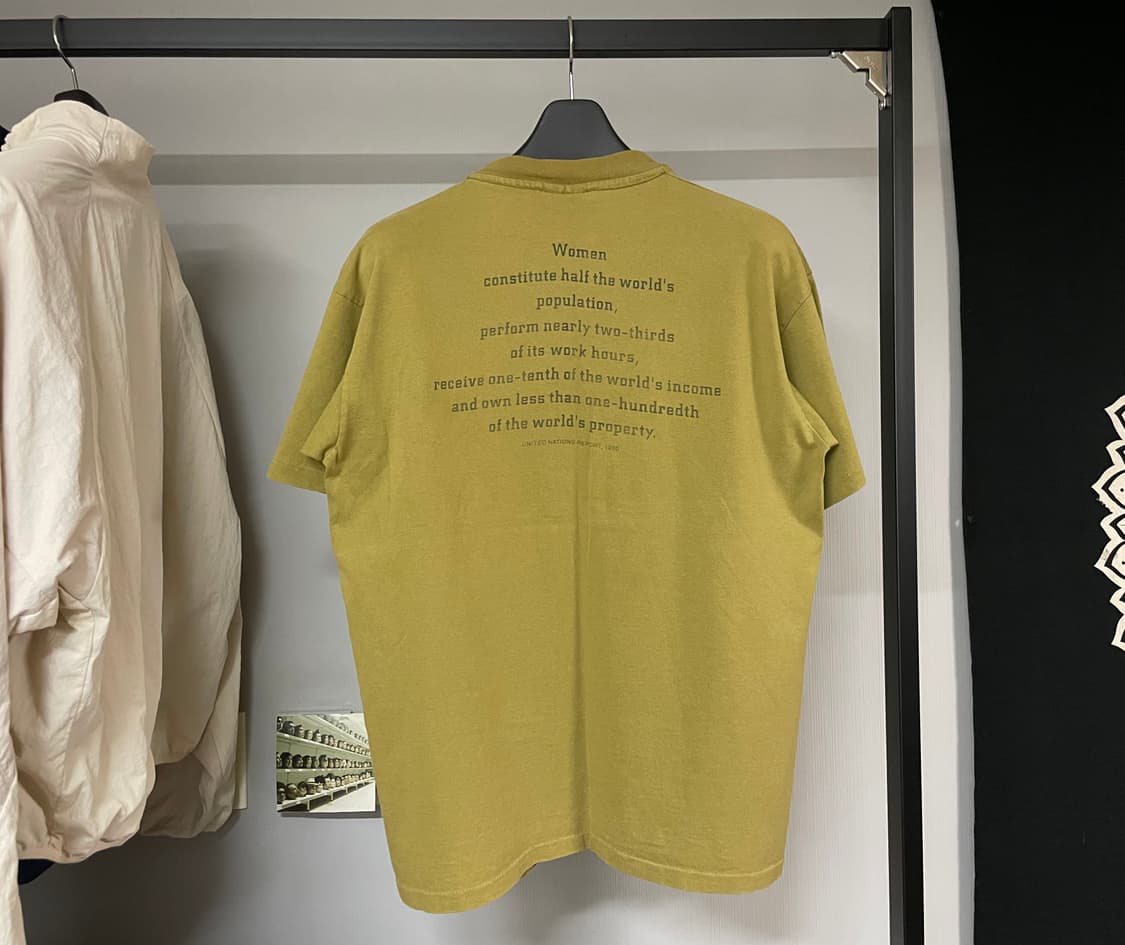 Women
constitute half the world's
population,
perform nearly two-thirds
of its work hours,
receive one-tenth of the world's income
and own less than one-hundredth
of the world's property.
UNITED NATIONS REPORT,